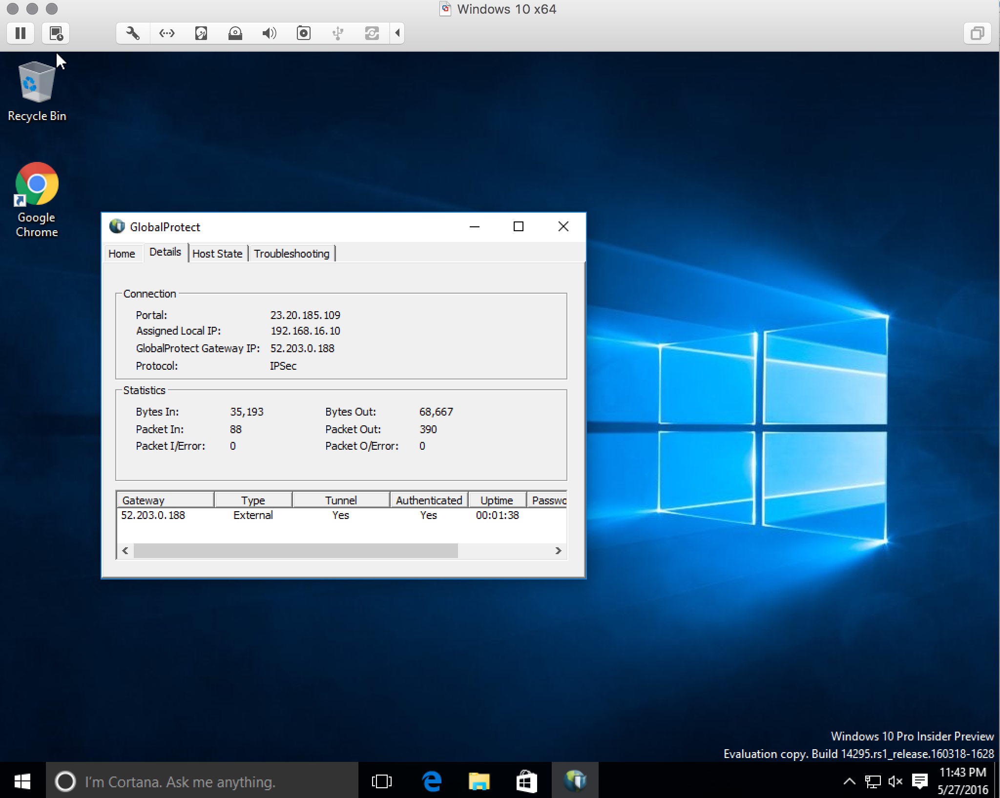 Windows 10 x64
Recycle Bin
Google
Chrome
GlobalProtect
Home Details Host State Troubleshooting
Connection
Portal: 23.20.185.109
Assigned Local IP: 192.168.16.10
GlobalProtect Gateway IP: 52.203.0.188
Protocol: IPSec
Statistics
Bytes In: 35,193 Bytes Out: 68,667
Packet In: 88 Packet Out: 390
Packet I/Error: 0 Packet O/Error: 0
Gateway Type Tunnel Authenticated Uptime Passwo
52.203.0.188 External Yes Yes 00:01:38
Windows 10 Pro Insider Preview
Evaluation copy. Build 14295.rs1_release.160318-1628
I'm Cortana. Ask me anything.
11:43 PM
5/27/2016